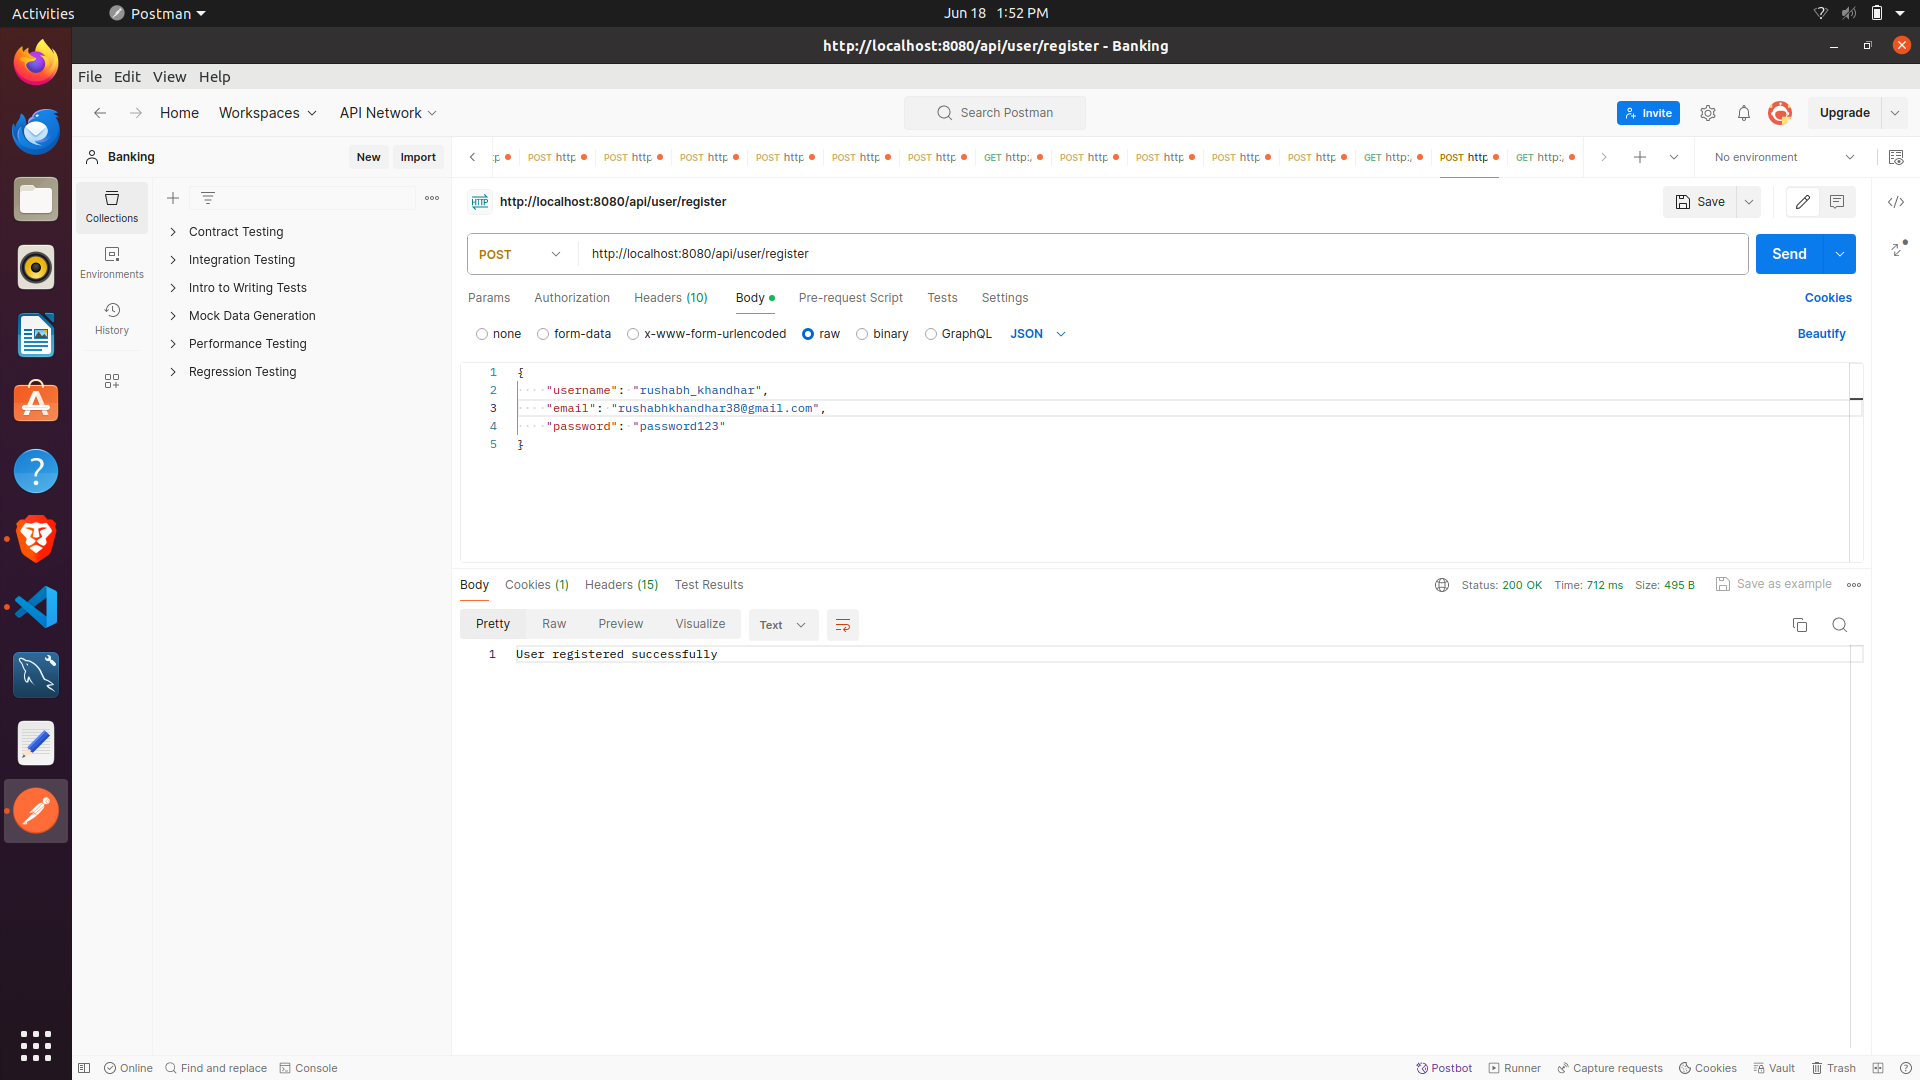 Activities Postman Jun 18 1:52 PM
http://localhost:8080/api/user/register - Banking
File Edit View Help
Home Workspaces API Network Search Postman Invite Upgrade
Banking New Import POST http POST http POST http POST http POST http POST http GET http:/ POST http POST http POST http POST http GET http:/ POST http GET http:/ No environment
HTTP http://localhost:8080/api/user/register Save
Collections
Environments
History
Contract Testing
Integration Testing
Intro to Writing Tests
Mock Data Generation
Performance Testing
Regression Testing
POST http://localhost:8080/api/user/register Send
Params Authorization Headers (10) Body Pre-request Script Tests Settings Cookies
none form-data x-www-form-urlencoded raw binary GraphQL JSON Beautify
1 {
2 "username": "rushabh_khandhar",
3 "email": "rushabhkhandhar38@gmail.com",
4 "password": "password123"
5 }
Body Cookies (1) Headers (15) Test Results Status: 200 OK Time: 712 ms Size: 495 B Save as example
Pretty Raw Preview Visualize Text
1 User registered successfully
Online Find and replace Console Postbot Runner Capture requests Cookies Vault Trash